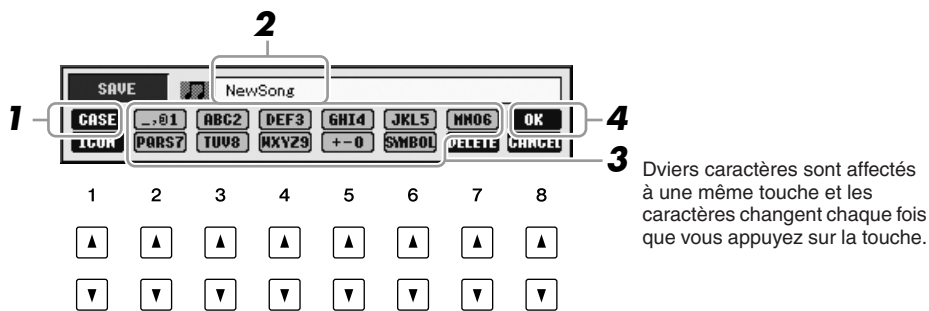 2
SAVE NewSong
1 CASE _,@1 ABC2 DEF3 GHI4 JKL5 MNO6 OK 4
ICON PQRS7 TUV8 WXYZ9 +-0 SYMBOL DELETE CANCEL
3
Dviers caractères sont affectés
à une même touche et les
caractères changent chaque fois
que vous appuyez sur la touche.
1 2 3 4 5 6 7 8